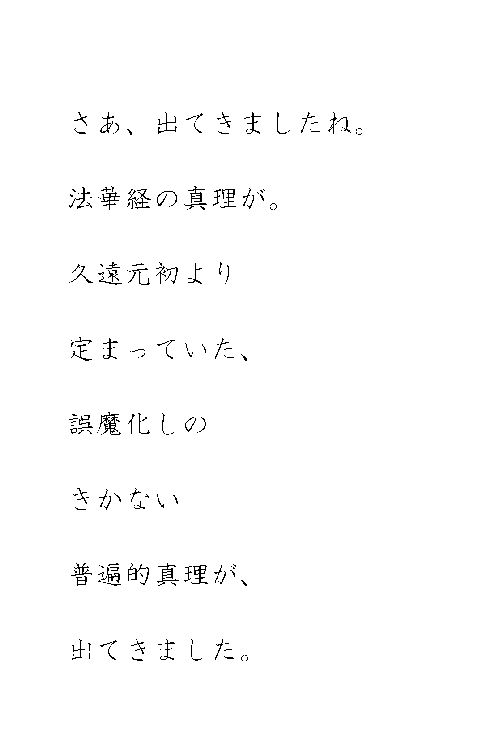 さあ、出てきましたね。
法華経の真理が。
久遠元初より
定まっていた、
誤魔化しの
きかない
普遍的真理が、
出てきました。